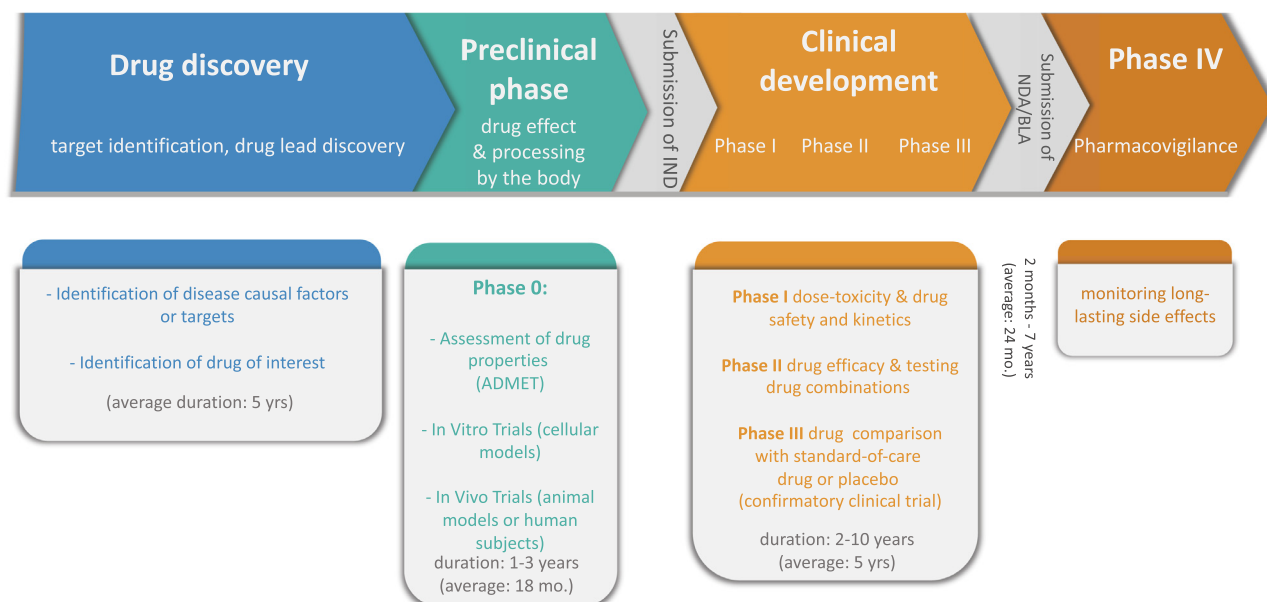 Drug discovery
target identification, drug lead discovery
Preclinical
phase
drug effect
& processing
by the body
Submission of IND
Clinical
development
Phase I Phase II Phase III
Submission of
NDA/BLA
Phase IV
Pharmacovigilance
- Identification of disease causal factors
or targets
- Identification of drug of interest
(average duration: 5 yrs)
Phase 0:
- Assessment of drug
properties
(ADMET)
- In Vitro Trials (cellular
models)
- In Vivo Trials (animal
models or human
subjects)
duration: 1-3 years
(average: 18 mo.)
Phase I dose-toxicity & drug
safety and kinetics
Phase II drug efficacy & testing
drug combinations
Phase III drug comparison
with standard-of-care
drug or placebo
(confirmatory clinical trial)
duration: 2-10 years
(average: 5 yrs)
2 months - 7 years
(average: 24 mo.)
monitoring long-
lasting side effects